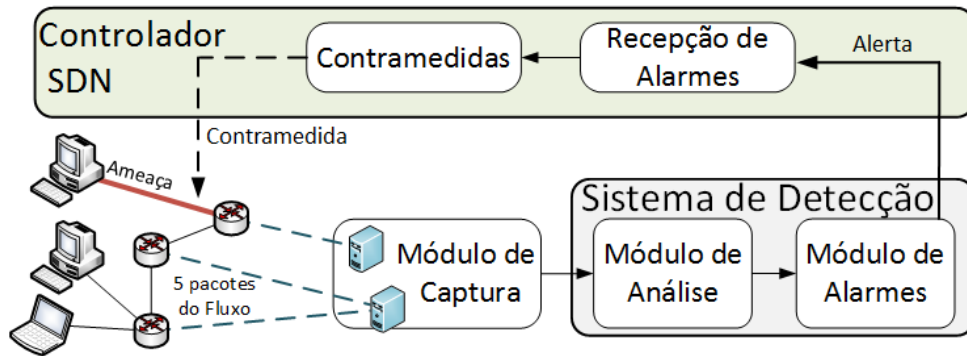 Controlador
SDN
Contramedidas
Recepção de
Alarmes
Alerta
Contramedida
Ameaça
5 pacotes
do Fluxo
Módulo de
Captura
Sistema de Detecção
Módulo de
Análise
Módulo de
Alarmes